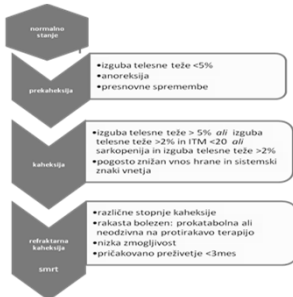 normalno
stanje
•izguba telesne teže <5%
•anoreksija
•presnovne spremembe
prekaheksija
•izguba telesne teže > 5% ali izguba
telesne teže >2% in ITM <20 ali
sarkopenija in izguba telesne teže >2%
•pogosto znižan vnos hrane in sistemski
znaki vnetja
kaheksija
•različne stopnje kaheksije
•rakasta bolezen: prokatabolna ali
neodzivna na protirakavo terapijo
•nizka zmogljivost
•pričakovano preživetje <3mes
refraktarna
kaheksija
smrt